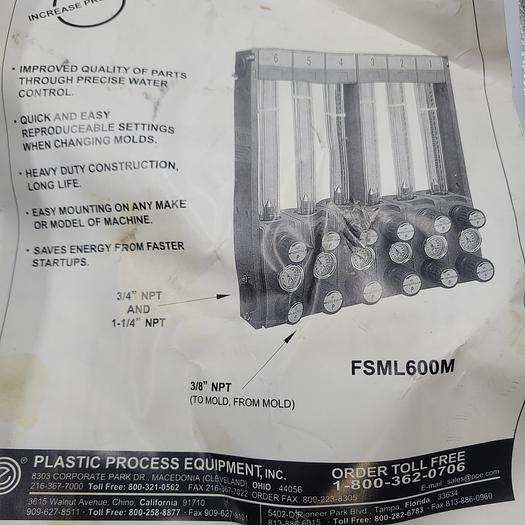 INCREASE
• IMPROVED QUALITY OF PARTS
THROUGH PRECISE WATER
CONTROL.
• QUICK AND EASY
REPRODUCEABLE SETTINGS
WHEN CHANGING MOLDS.
• HEAVY DUTY CONSTRUCTION,
LONG LIFE.
• EASY MOUNTING ON ANY MAKE
OR MODEL OF MACHINE.
• SAVES ENERGY FROM FASTER
STARTUPS.
6 5 4 3 2 1
3/4" NPT
AND
1-1/4" NPT
3/8" NPT
(TO MOLD, FROM MOLD)
FSML600M
PLASTIC PROCESS EQUIPMENT, INC.
8303 CORPORATE PARK DR., MACEDONIA (CLEVELAND), OHIO 44056
216-367-7000 Toll Free: 800-321-0562 FAX 216-367-7022 ORDER FAX: 800-223-8305
ORDER TOLL FREE
1-800-362-0706
E-mail: sales@ppe.com
3615 Walnut Avenue, Chino, California 91710
909-627-8511 · Toll Free: 800-258-8877 · Fax 909-627-8101
5402-D Pioneer Park Blvd., Tampa, Florida 33634
Toll Free: 800-282-6783 · Fax 813-886-0960